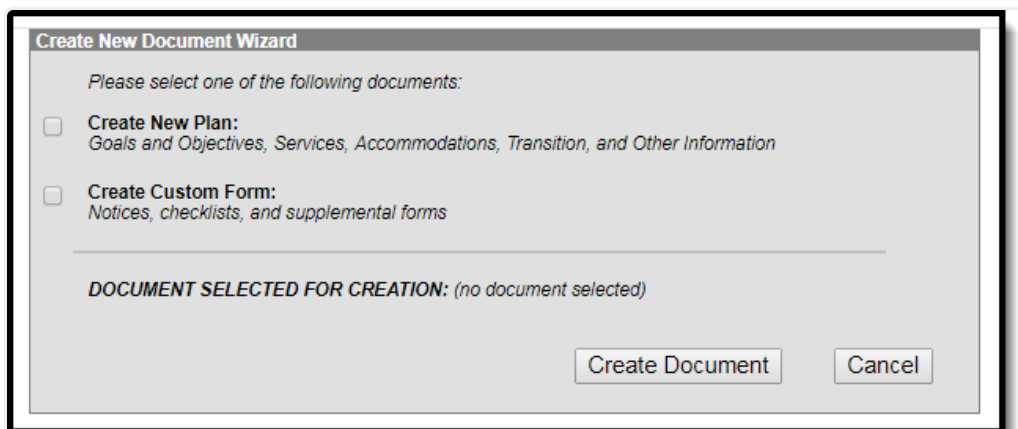 Create New Document Wizard
Please select one of the following documents:
Create New Plan:
Goals and Objectives, Services, Accommodations, Transition, and Other Information
Create Custom Form:
Notices, checklists, and supplemental forms
DOCUMENT SELECTED FOR CREATION: (no document selected)
Create Document Cancel